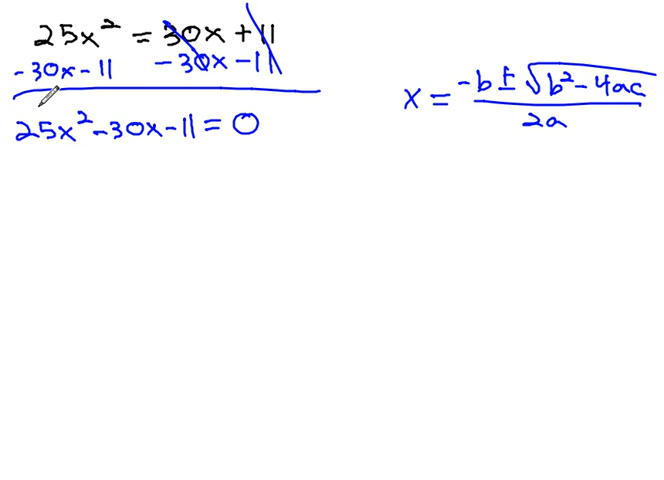 25x² = 30x + 11
-30x - 11 - 30x - 11
25x² - 30x - 11 = 0
x = (-b ± √(b² - 4ac)) / 2a